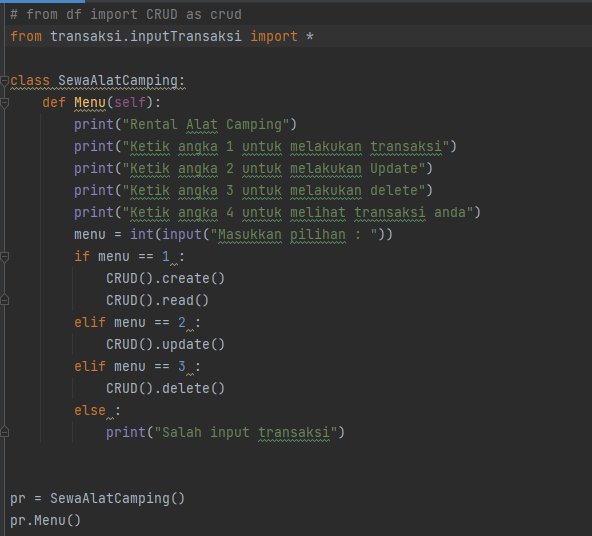 # from df import CRUD as crud
from transaksi.inputTransaksi import *
class SewaAlatCamping:
    def Menu(self):
        print("Rental Alat Camping")
        print("Ketik angka 1 untuk melakukan transaksi")
        print("Ketik angka 2 untuk melakukan Update")
        print("Ketik angka 3 untuk melakukan delete")
        print("Ketik angka 4 untuk melihat transaksi anda")
        menu = int(input("Masukkan pilihan : "))
        if menu == 1 :
            CRUD().create()
            CRUD().read()
        elif menu == 2 :
            CRUD().update()
        elif menu == 3 :
            CRUD().delete()
        else :
            print("Salah input transaksi")
pr = SewaAlatCamping()
pr.Menu()